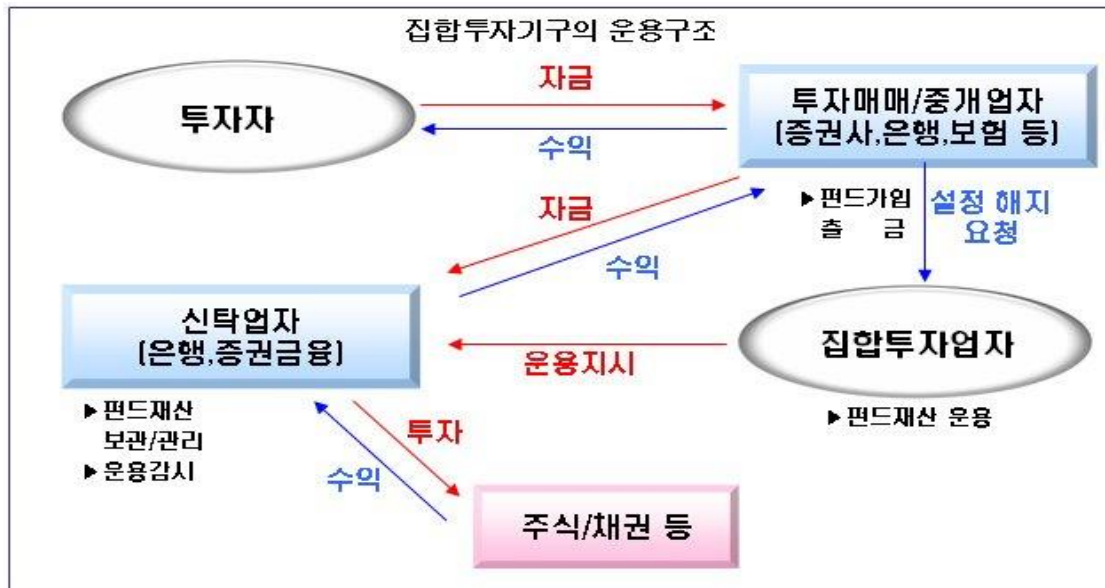 집합투자기구의 운용구조
투자자
자금
수익
투자매매/중개업자
(증권사,은행,보험 등)
자금
수익
▶펀드가입
출 금
설정 해지
요청
신탁업자
(은행,증권금융)
운용지시
집합투자업자
▶펀드재산
보관/관리
▶운용감시
투자
수익
▶펀드재산 운용
주식/채권 등